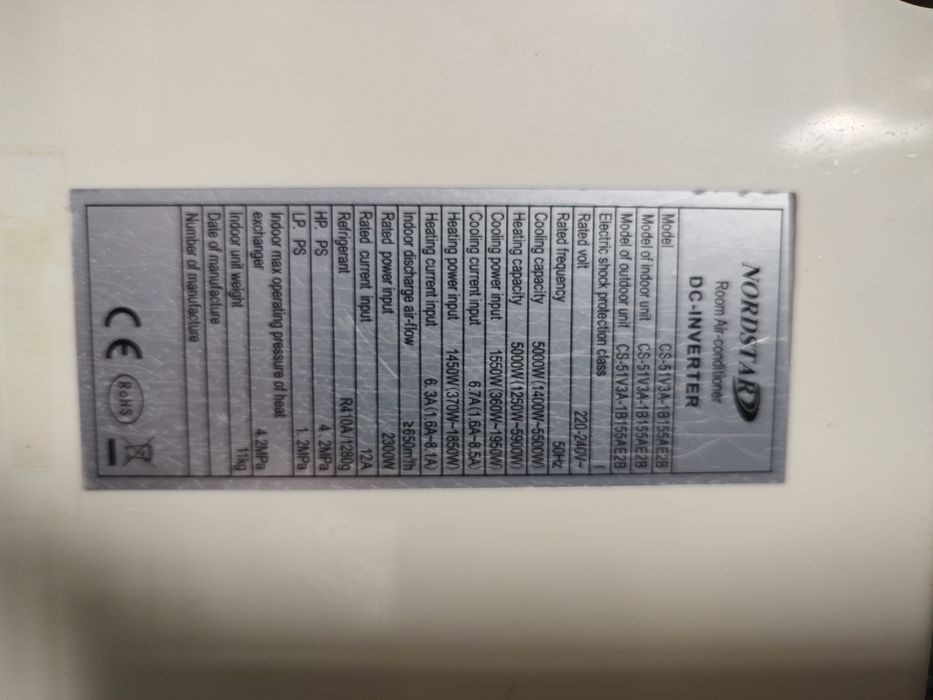 NORDSTAR
Room Air-conditioner
DC-INVERTER
Model CS-51V3A-1B155AE2B
Model of indoor unit CS-51V3A-1B155AE2B
Model of outdoor unit CS-51V3A-1B155AE2B
Electric shock protection class I
Rated volt 220-240V~
Rated frequency 50Hz
Cooling capacity 5000W(1400W~5500W)
Heating capacity 5000W(1250W~5900W)
Cooling power input 1550W(360W~1950W)
Cooling current input 6.7A(1.6A~8.5A)
Heating power input 1450W(370W~1850W)
Heating current input 6.3A(1.6A~8.1A)
Indoor discharge air-flow ≥650m³/h
Rated power input 2300W
Rated current input 12A
Refrigerant R410A/1280g
HP. PS 4.2MPa
LP. PS 1.2MPa
Indoor max operating pressure of heat
exchanger 4.2MPa
Indoor unit weight 11kg
Date of manufacture
Number of manufacture
CE RoHS